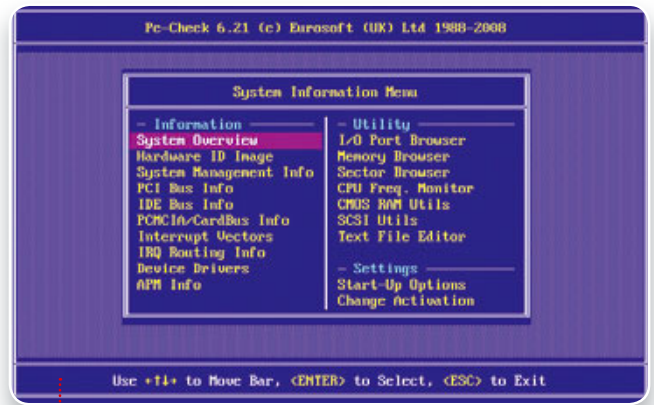 Pc-Check 6.21 (c) Eurosoft (UK) Ltd 1988-2008
System Information Menu
- Information
System Overview
Hardware ID Image
System Management Info
PCI Bus Info
IDE Bus Info
PCMCIA/CardBus Info
Interrupt Vectors
IRQ Routing Info
Device Drivers
APM Info
- Utility
I/O Port Browser
Memory Browser
Sector Browser
CPU Freq. Monitor
CMOS RAM Utils
SCSI Utils
Text File Editor
- Settings
Start-Up Options
Change Activation
Use ←↑↓→ to Move Bar, <ENTER> to Select, <ESC> to Exit